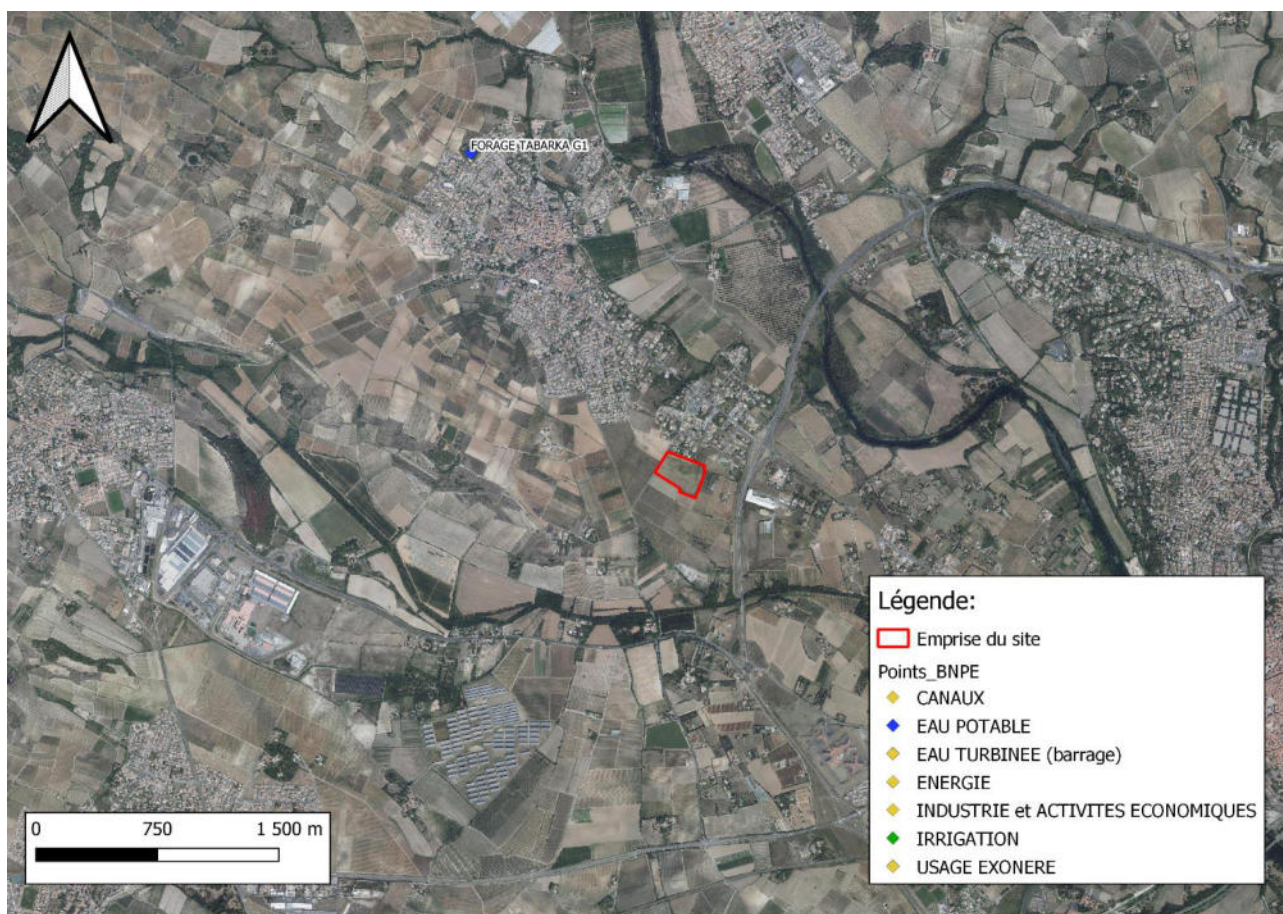 FORAGE TABARKA G1
Légende:
Emprise du site
Points_BNPE
CANAUX
EAU POTABLE
EAU TURBINEE (barrage)
ENERGIE
INDUSTRIE et ACTIVITES ECONOMIQUES
IRRIGATION
USAGE EXONERE
0 750 1 500 m